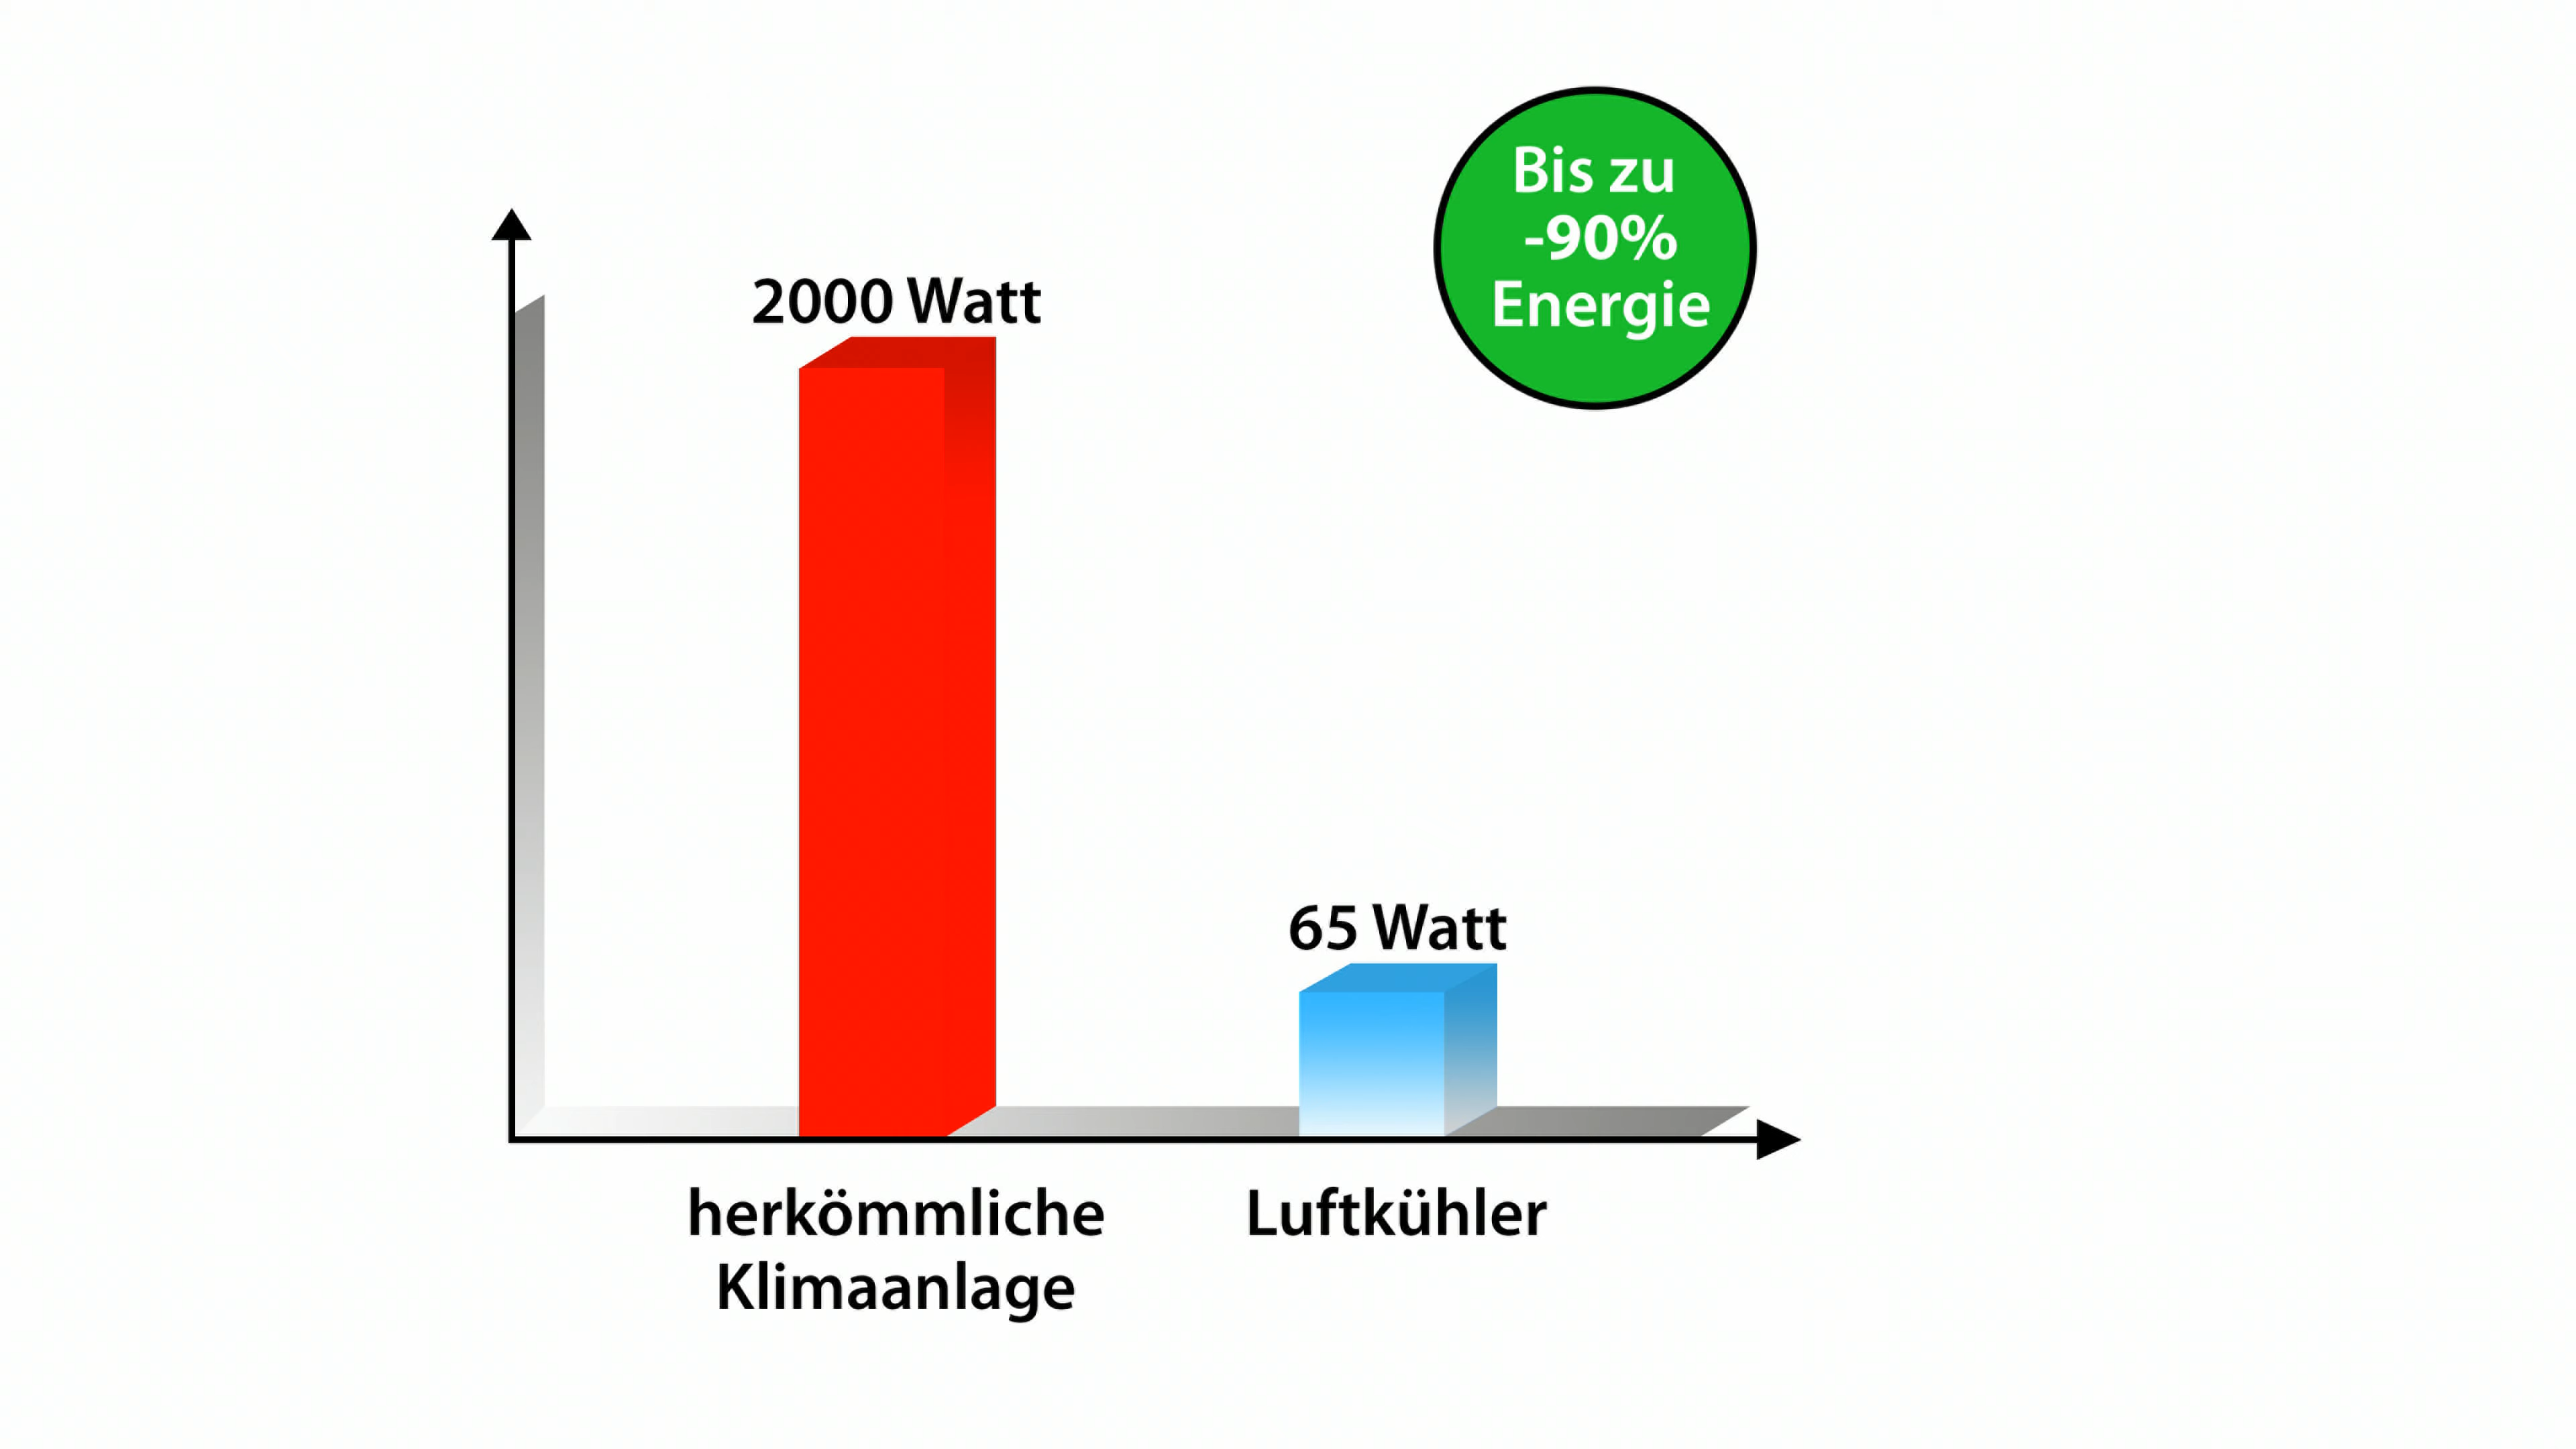 Bis zu
-90%
Energie
2000 Watt
65 Watt
herkömmliche
Klimaanlage
Luftkühler